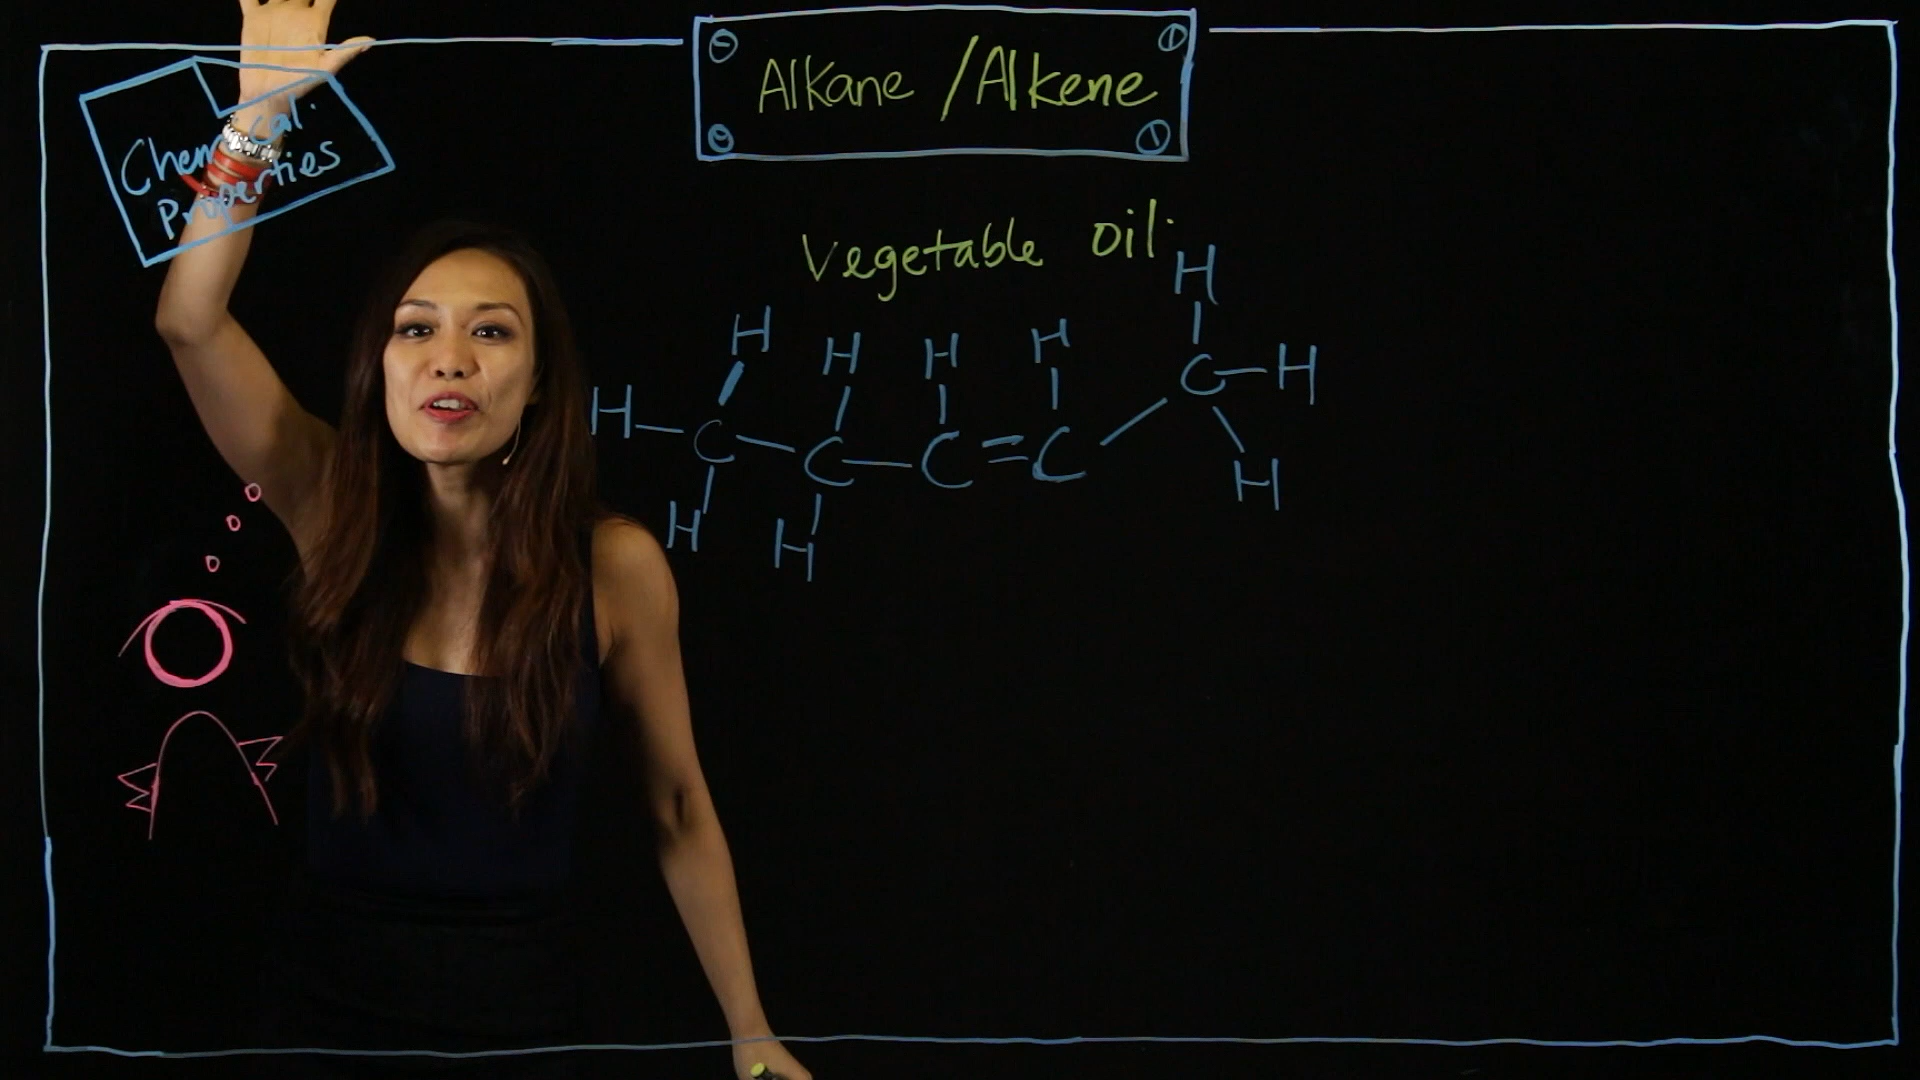 Alkane / Alkene
Chemical
Properties
Vegetable oil
H
H H H H
H-C-H
H-C-C-C=C
H H H